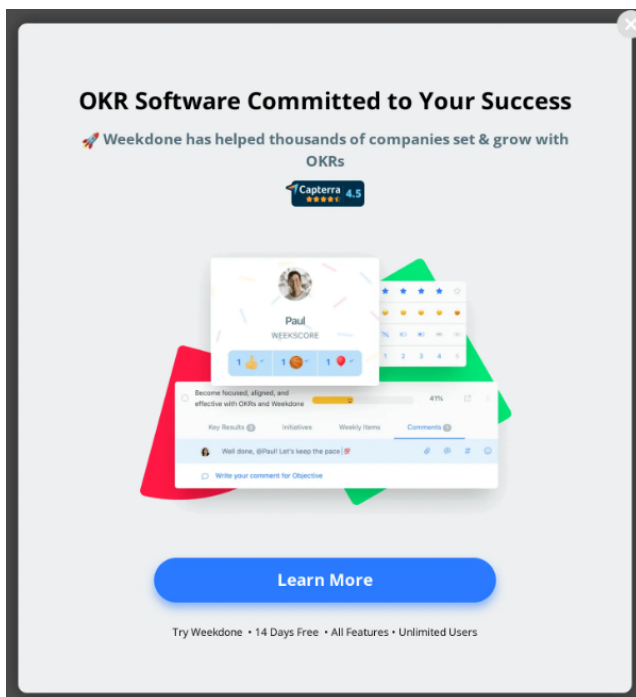 OKR Software Committed to Your Success
🚀 Weekdone has helped thousands of companies set & grow with
OKRs
Capterra 4.5
Paul
WEEKSCORE
1 👍 1 🏀 1 🎈
1 2 3 4 5
Become focused, aligned, and
effective with OKRs and Weekdone
41%
Key Results Initiatives Weekly Items Comments
Well done, @Paul! Let's keep the pace 💯
Write your comment for Objective
Learn More
Try Weekdone • 14 Days Free • All Features • Unlimited Users